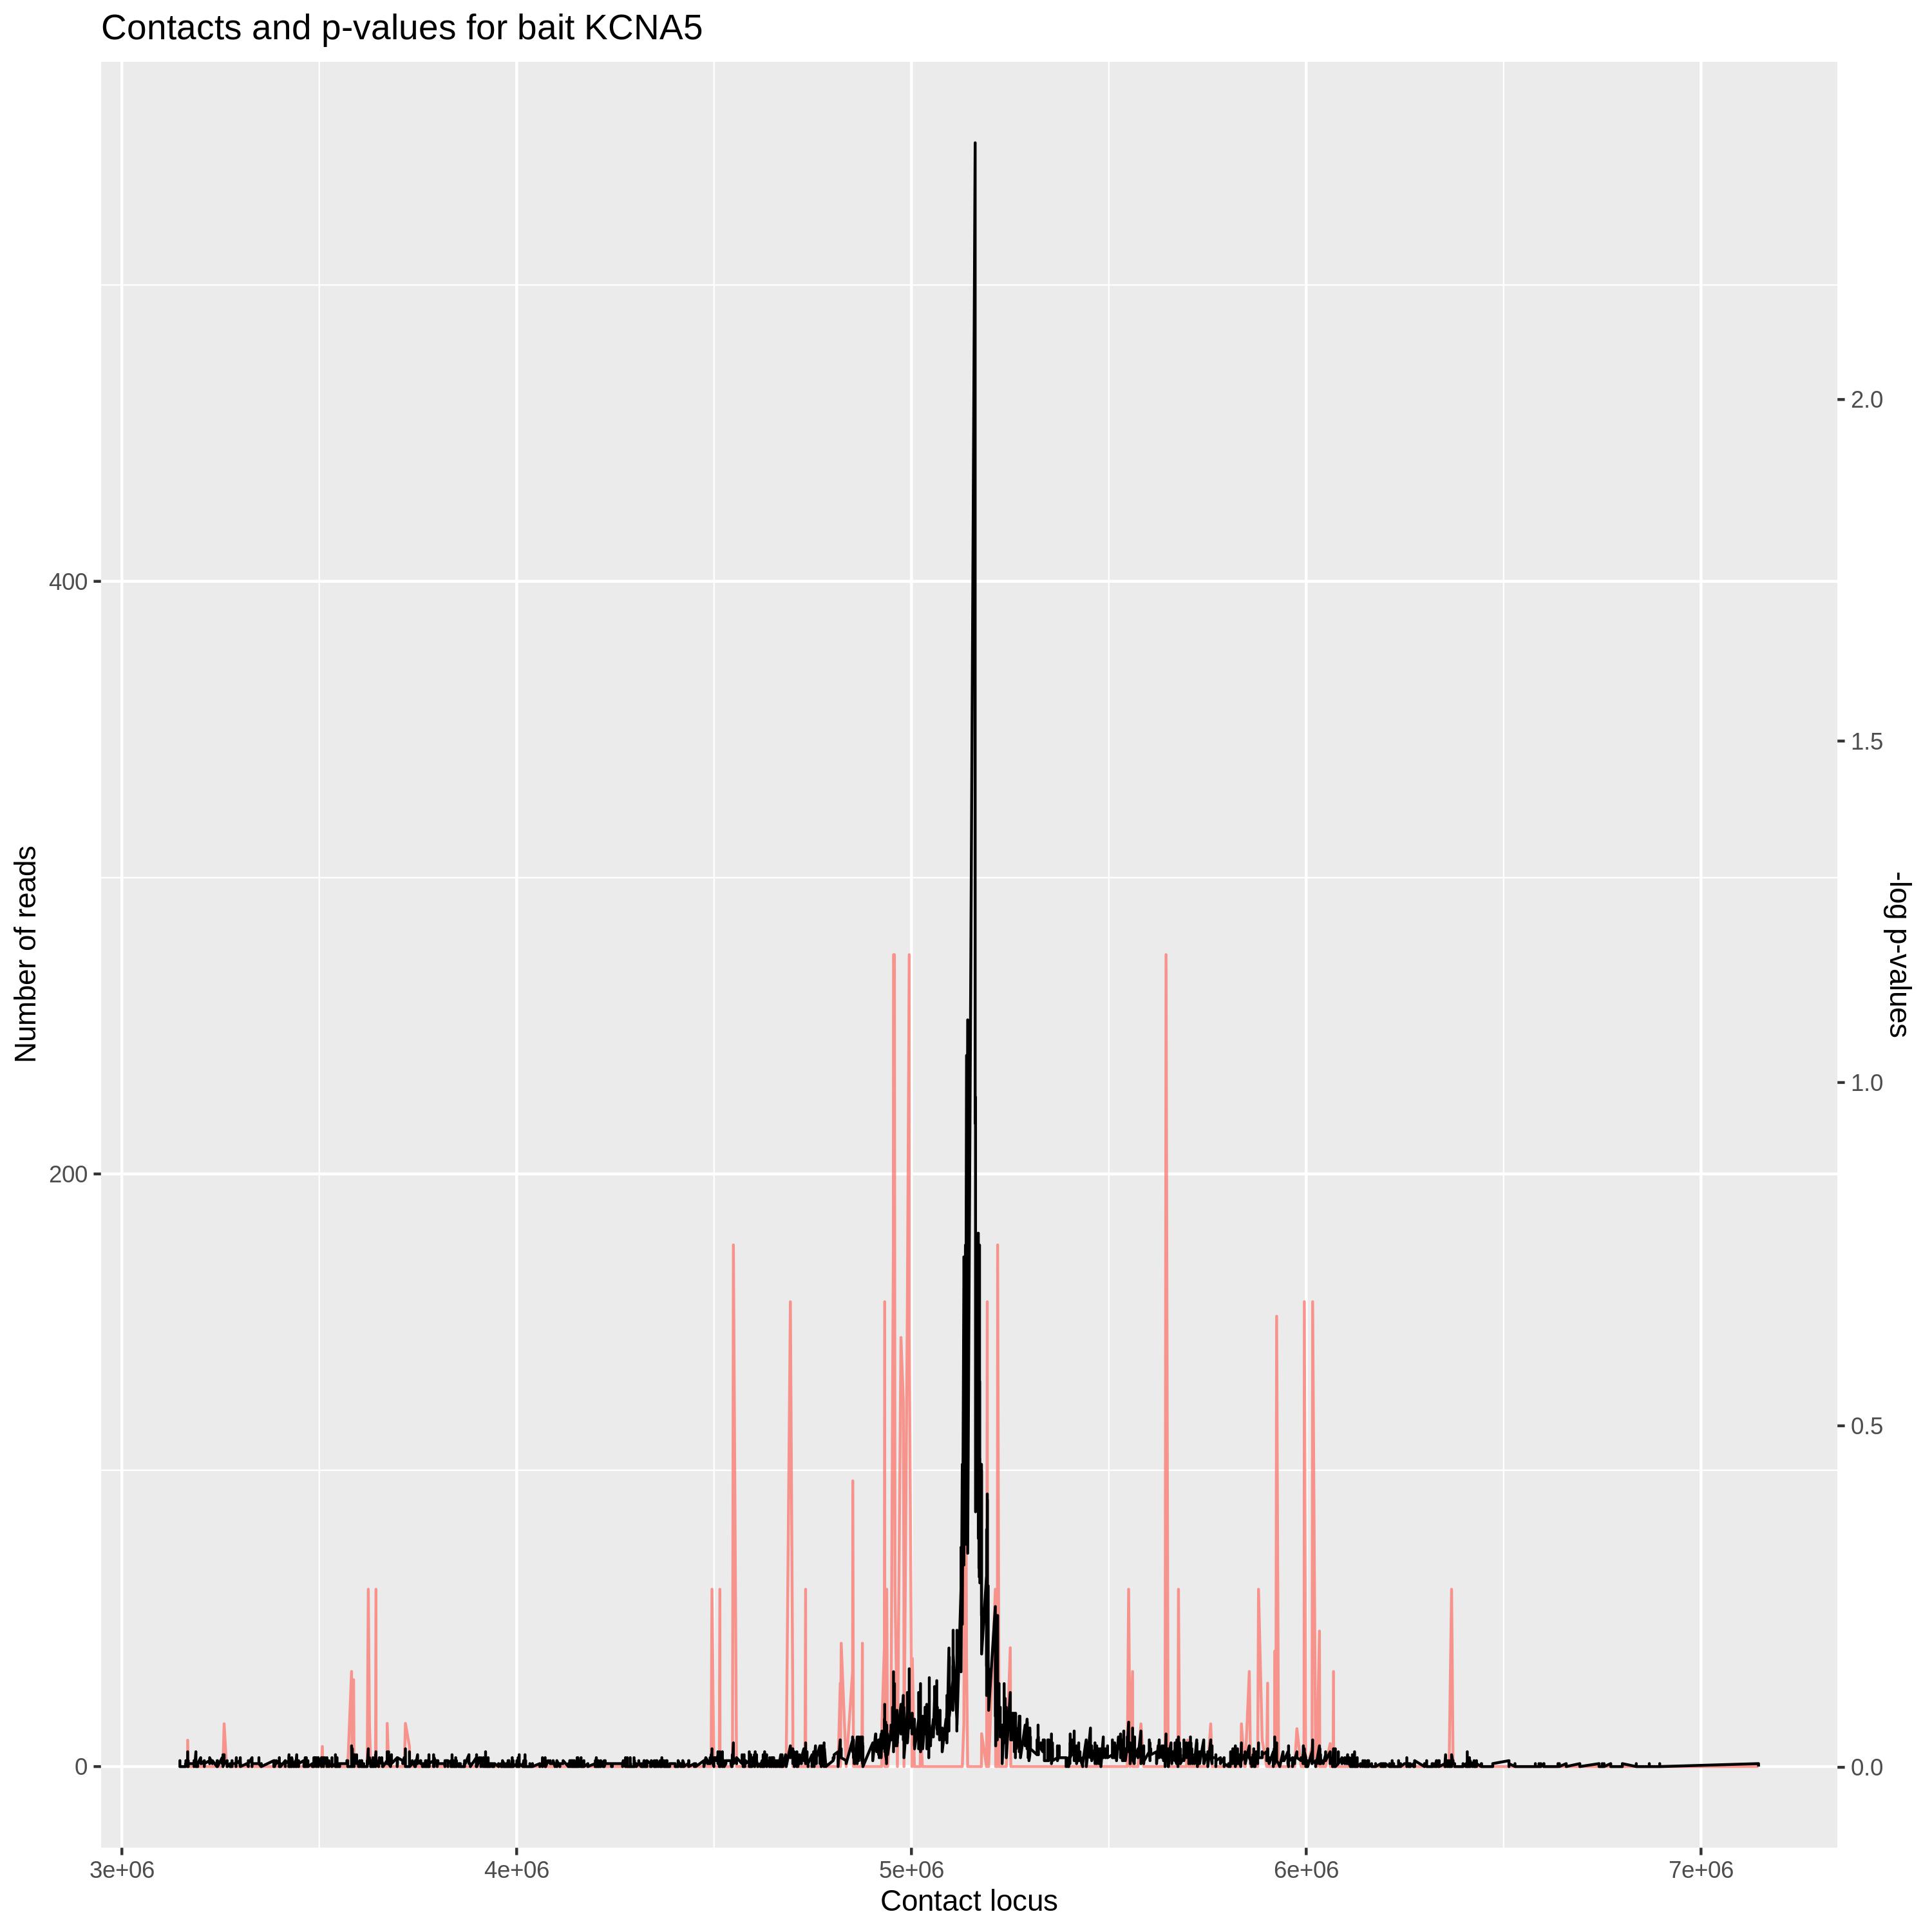 Contacts and p-values for bait KCNA5
Number of reads
400
200
0
2.0
1.5
1.0
0.5
0.0
-log p-values
3e+06 4e+06 5e+06 6e+06 7e+06
Contact locus